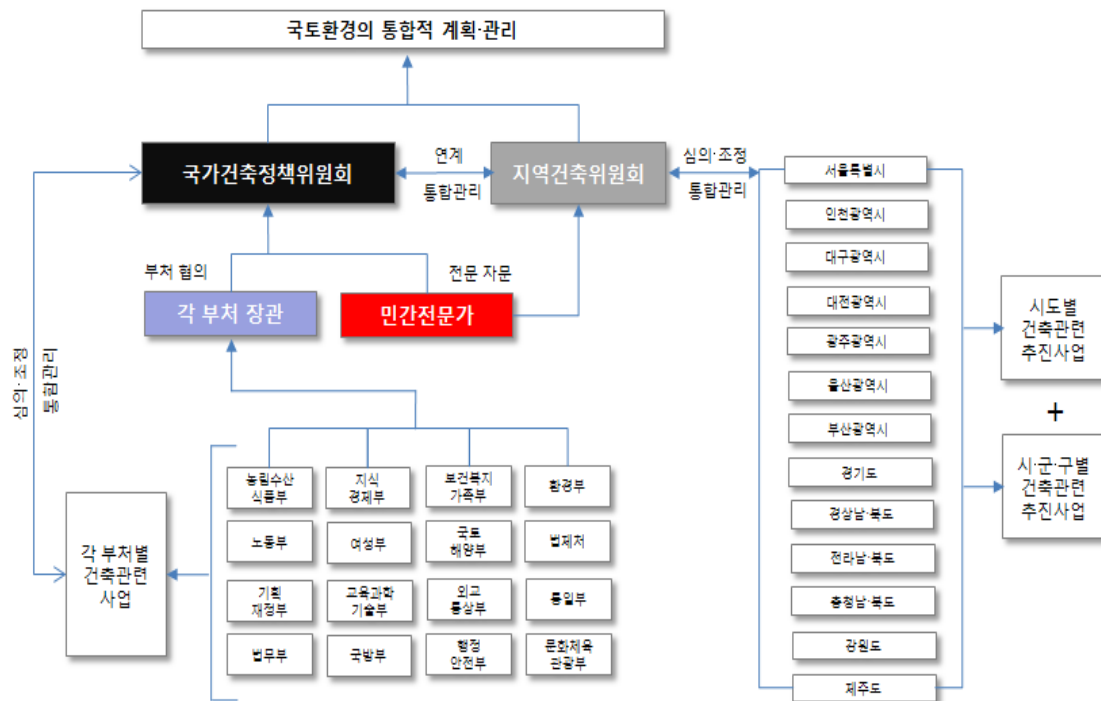 국토환경의 통합적 계획·관리
국가건축정책위원회
연계
통합관리
지역건축위원회
심의·조정
통합관리
부처 협의
전문 자문
각 부처 장관
민간전문가
심의·조정
통합관리
농림수산
식품부
지식
경제부
보건복지
가족부
환경부
노동부
여성부
국토
해양부
법제처
기획
재정부
교육과학
기술부
외교
통상부
통일부
법무부
국방부
행정
안전부
문화체육
관광부
각 부처별
건축관련
사업
서울특별시
인천광역시
대구광역시
대전광역시
광주광역시
울산광역시
부산광역시
경기도
경상남·북도
전라남·북도
충청남·북도
강원도
제주도
시도별
건축관련
추진사업
+
시·군·구별
건축관련
추진사업